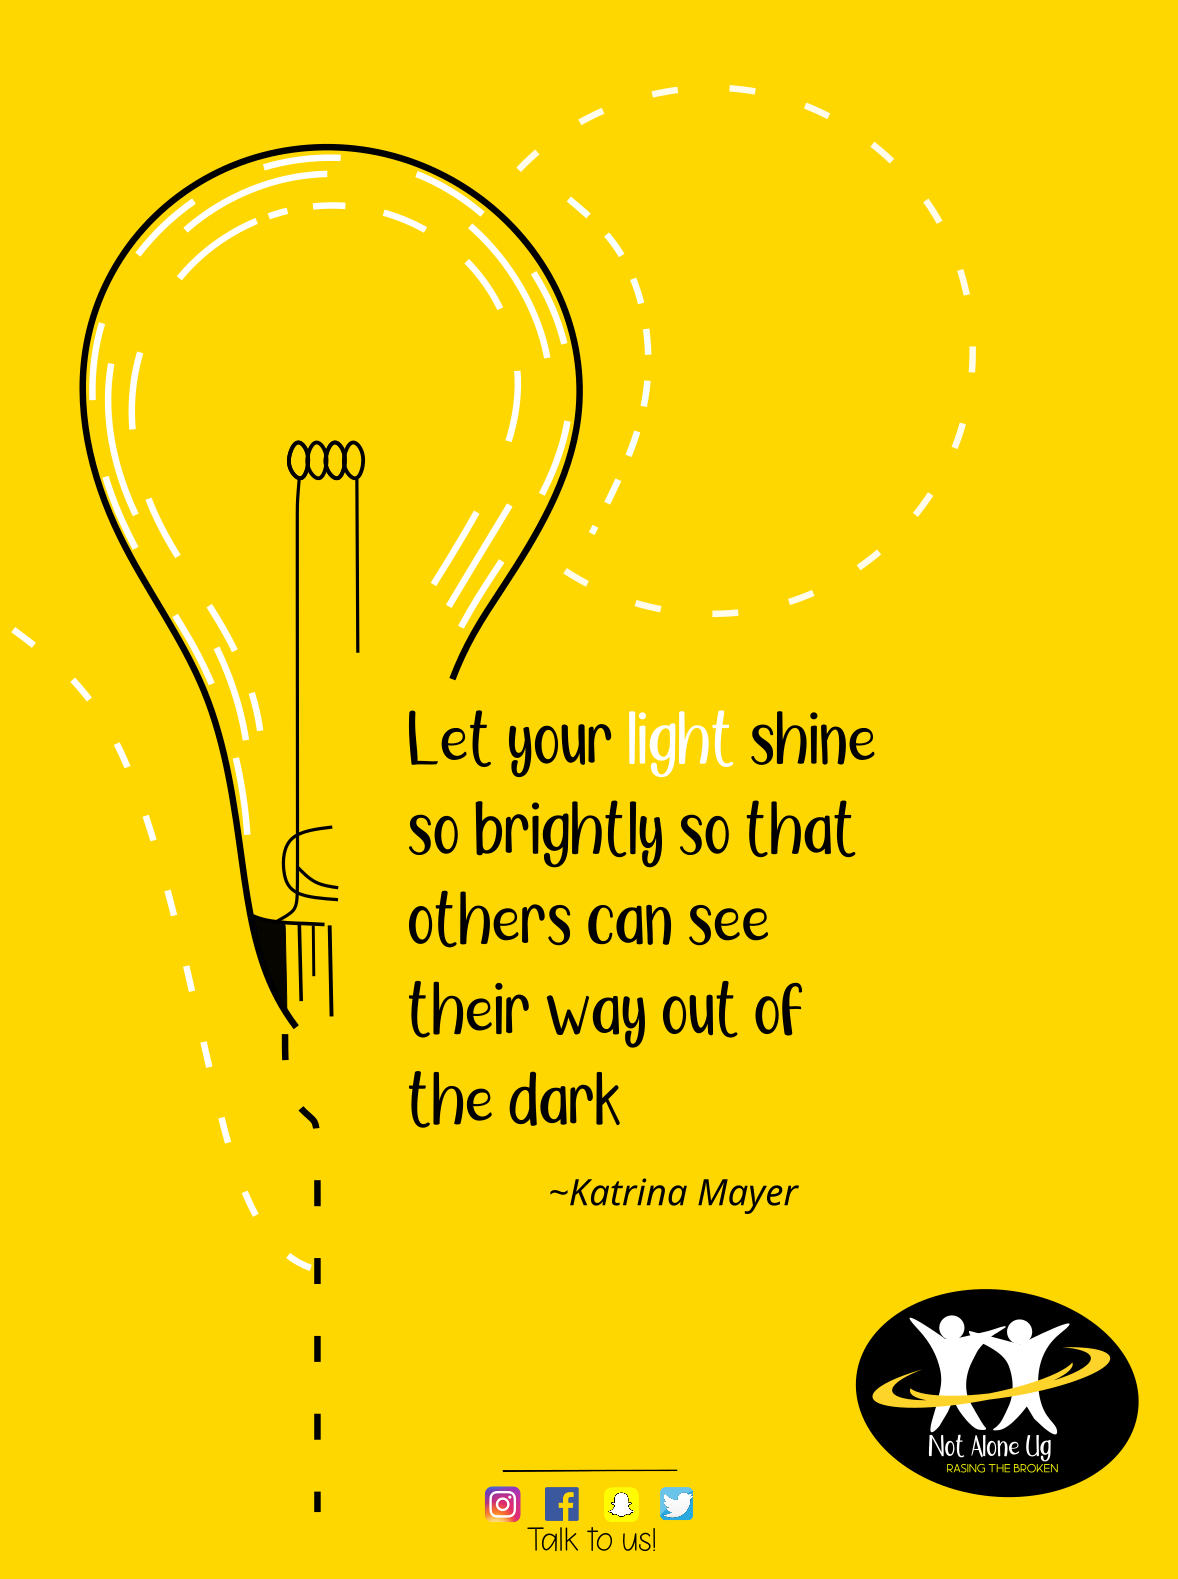 Let your light shine
so brightly so that
others can see
their way out of
the dark
~Katrina Mayer
Not Alone Ug
RASING THE BROKEN
Talk to us!